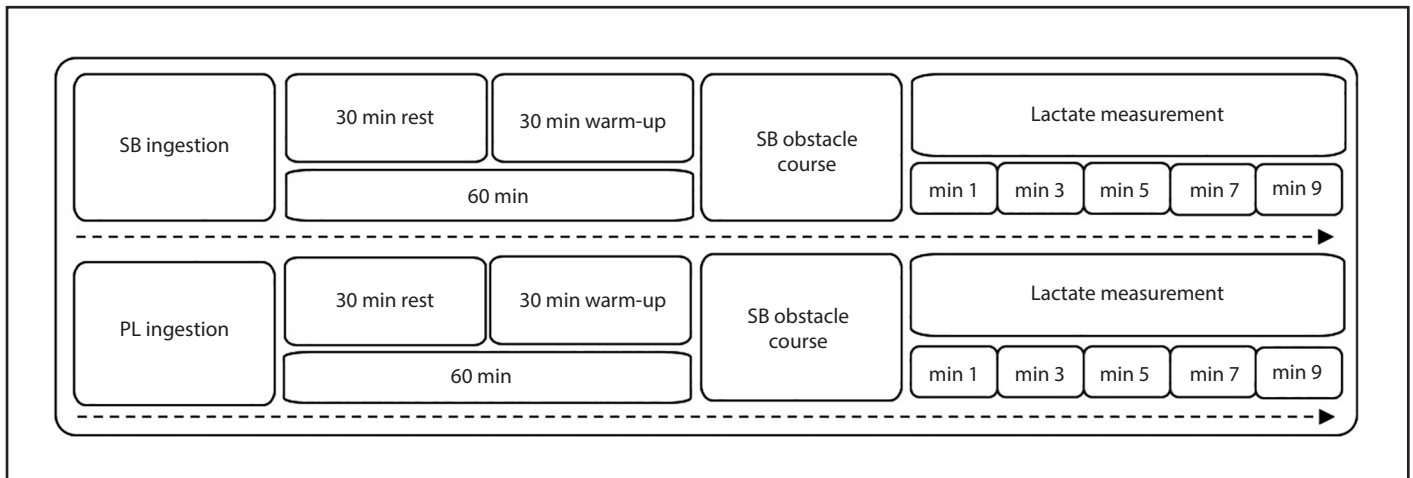 SB ingestion
30 min rest
30 min warm-up
60 min
SB obstacle
course
Lactate measurement
min 1
min 3
min 5
min 7
min 9
PL ingestion
30 min rest
30 min warm-up
60 min
SB obstacle
course
Lactate measurement
min 1
min 3
min 5
min 7
min 9